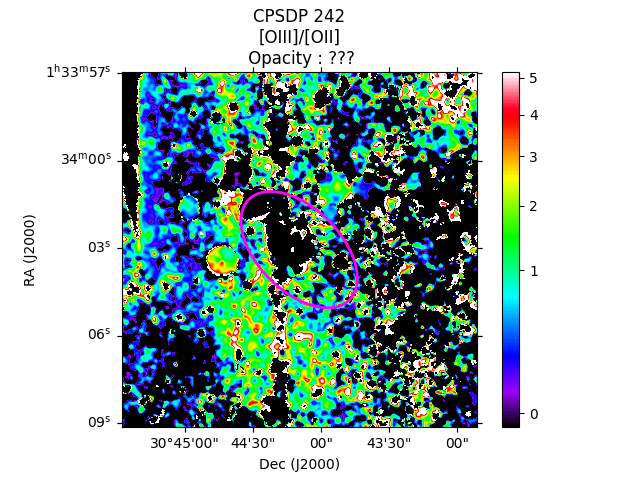 CPSDP 242
[OIII]/[OII]
Opacity : ???
1ʰ33ᵐ57ˢ
34ᵐ00ˢ
03ˢ
06ˢ
09ˢ
RA (J2000)
30°45'00" 44'30" 00" 43'30" 00"
Dec (J2000)
5
4
3
2
1
0